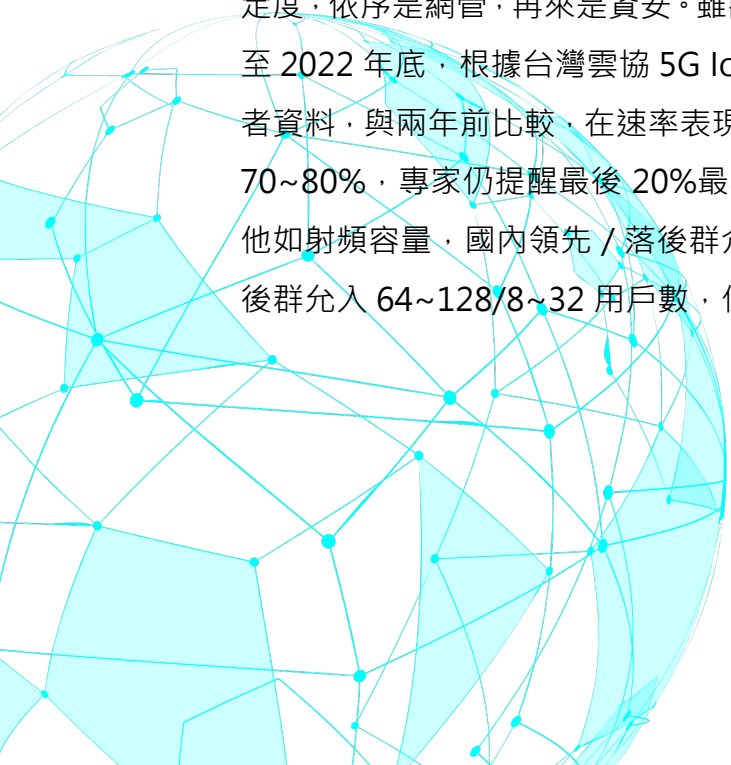 定度，依序是網管，再來是資安。雖
至 2022 年底，根據台灣雲協 5G
者資料，與兩年前比較，在速率表現
70~80%，專家仍提醒最後 20%最
他如射頻容量，國內領先 / 落後群
後群允入 64~128/8~32 用戶數，